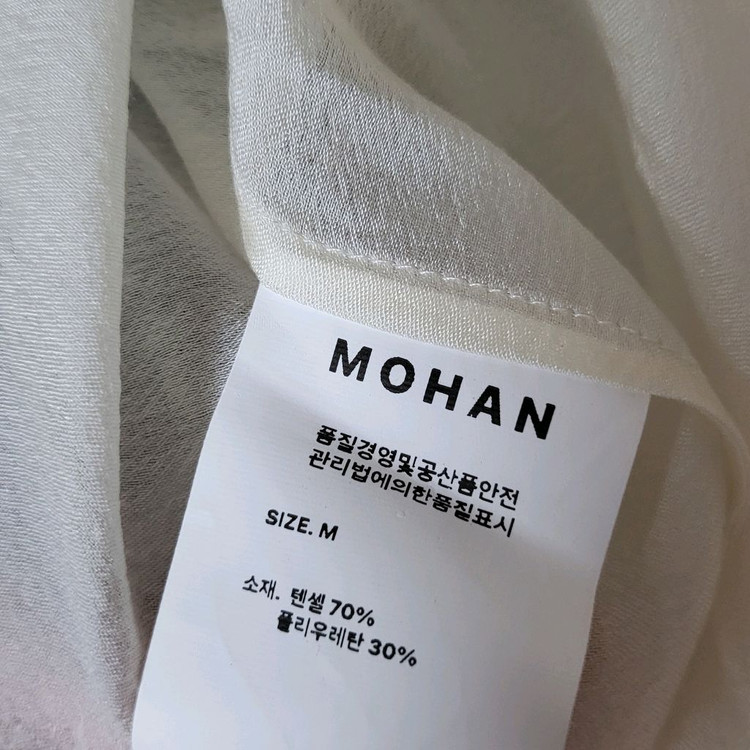 MOHAN
품질경영및공산품안전
관리법에의한품질표시
SIZE. M
소재. 텐셀 70%
폴리우레탄 30%